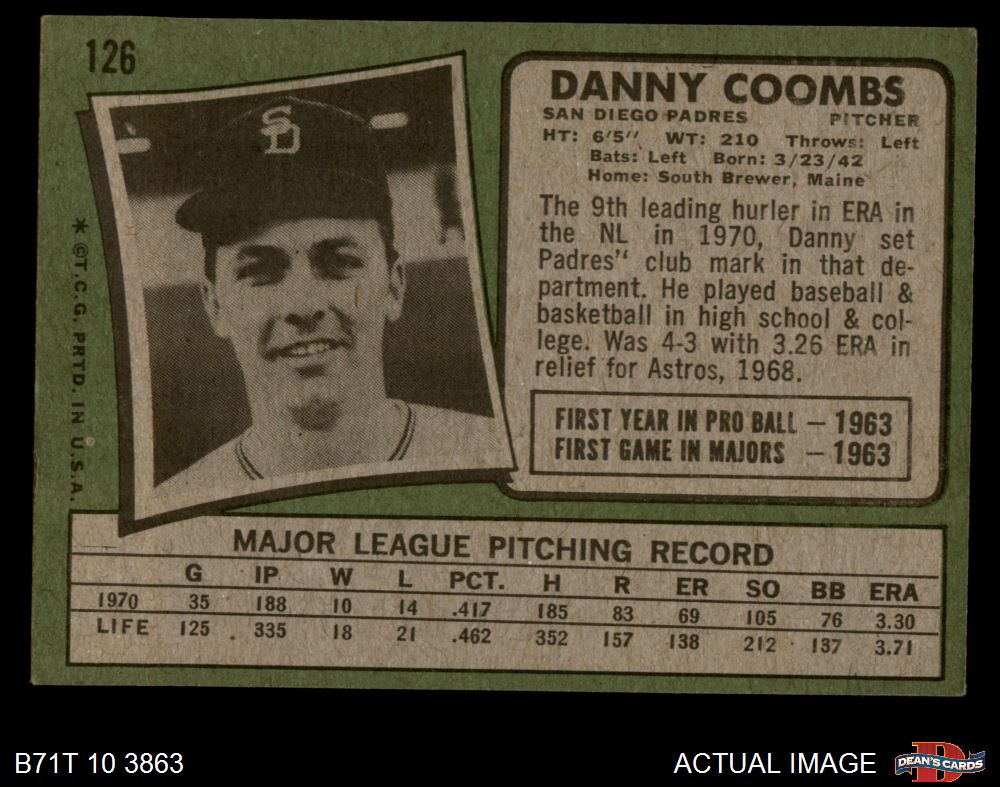 126
SD
DANNY COOMBS
SAN DIEGO PADRES PITCHER
HT: 6'5" WT: 210 Throws: Left
Bats: Left Born: 3/23/42
Home: South Brewer, Maine
The 9th leading hurler in ERA in
the NL in 1970, Danny set
Padres" club mark in that de-
partment. He played baseball &
basketball in high school & col-
lege. Was 4-3 with 3.26 ERA in
relief for Astros, 1968.
FIRST YEAR IN PRO BALL — 1963
FIRST GAME IN MAJORS — 1963
* © T.C.G. PRTD. IN U.S.A.
MAJOR LEAGUE PITCHING RECORD
G IP W L PCT. H R ER SO BB ERA
1970 35 188 10 14 .417 185 83 69 105 76 3.30
LIFE 125 335 18 21 .462 352 157 138 212 137 3.71
B71T 10 3863
ACTUAL IMAGE
D
DEAN'S CARDS